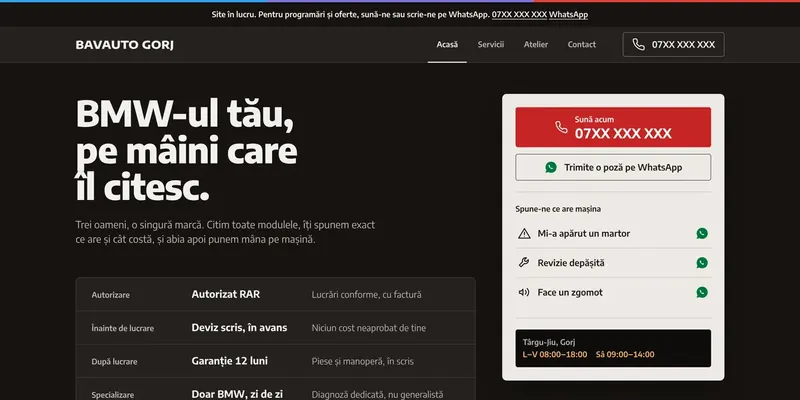 Site în lucru. Pentru programări și oferte, sună-ne sau scrie-ne pe WhatsApp. 07XX XXX XXX WhatsApp
BAVAUTO GORJ
Acasă
Servicii
Atelier
Contact
07XX XXX XXX
BMW-ul tău,
pe mâini care
îl citesc.
Trei oameni, o singură marcă. Citim toate modulele, îți spunem exact
ce are și cât costă, și abia apoi punem mâna pe mașină.
Autorizare
Autorizat RAR
Lucrări conforme, cu factură
Înainte de lucrare
Deviz scris, în avans
Niciun cost neaprobat de tine
După lucrare
Garanție 12 luni
Piese și manoperă, în scris
Specializare
Doar BMW, zi de zi
Diagnoză dedicată, nu generalistă
Sună acum
07XX XXX XXX
Trimite o poză pe WhatsApp
Spune-ne ce are mașina
Mi-a apărut un martor
Revizie depășită
Face un zgomot
Târgu-Jiu, Gorj
L–V 08:00–18:00 Sâ 09:00–14:00